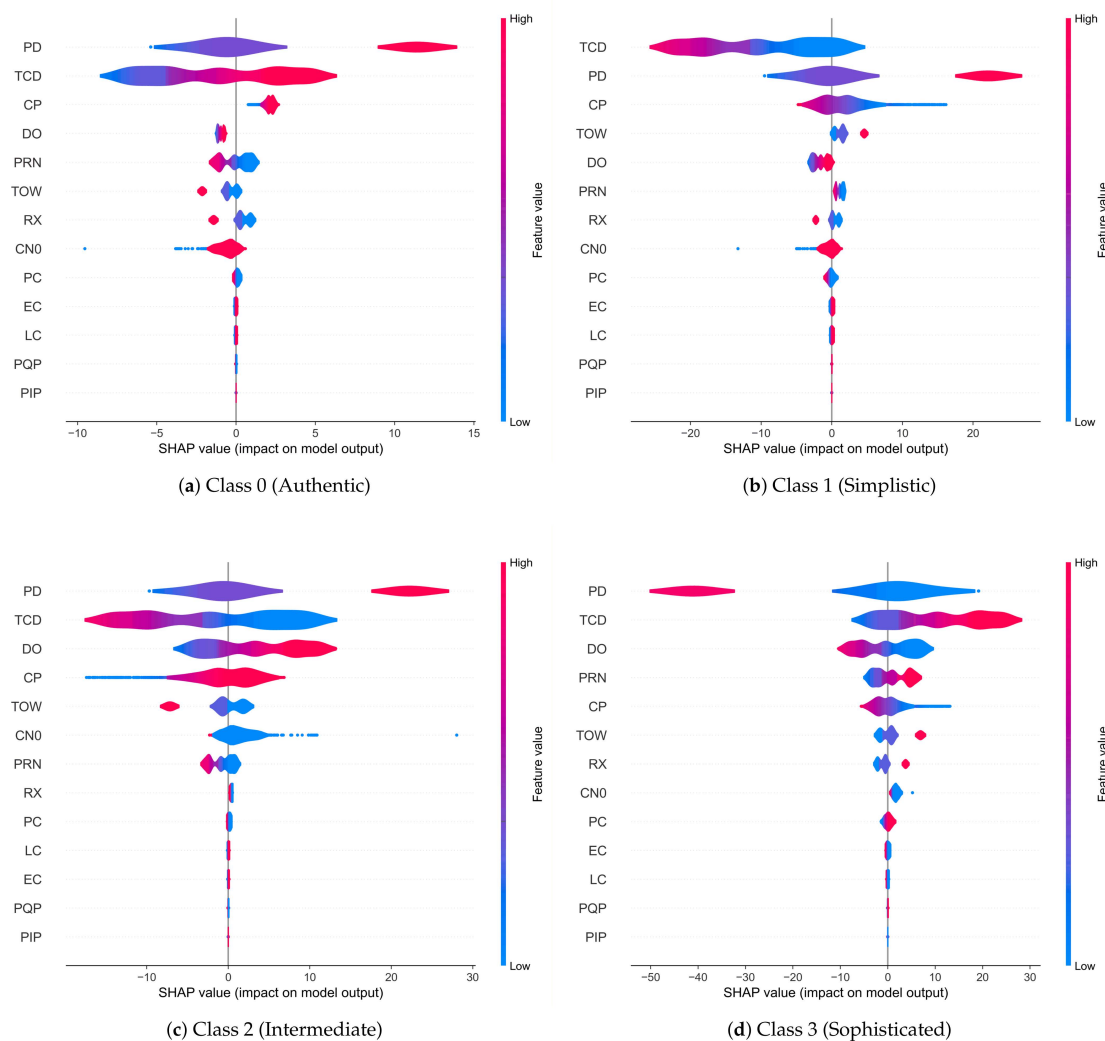 PD
TCD
CP
DO
PRN
TOW
RX
CN0
PC
EC
LC
PQP
PIP
−10 −5 0 5 10 15
SHAP value (impact on model output)
High
Feature value
Low
(a) Class 0 (Authentic)
TCD
PD
CP
TOW
DO
PRN
RX
CN0
PC
EC
LC
PQP
PIP
−20 −10 0 10 20
SHAP value (impact on model output)
High
Feature value
Low
(b) Class 1 (Simplistic)
PD
TCD
DO
CP
TOW
CN0
PRN
RX
PC
LC
EC
PQP
PIP
−10 0 10 20 30
SHAP value (impact on model output)
High
Feature value
Low
(c) Class 2 (Intermediate)
PD
TCD
DO
PRN
CP
TOW
RX
CN0
PC
EC
LC
PQP
PIP
−50 −40 −30 −20 −10 0 10 20 30
SHAP value (impact on model output)
High
Feature value
Low
(d) Class 3 (Sophisticated)